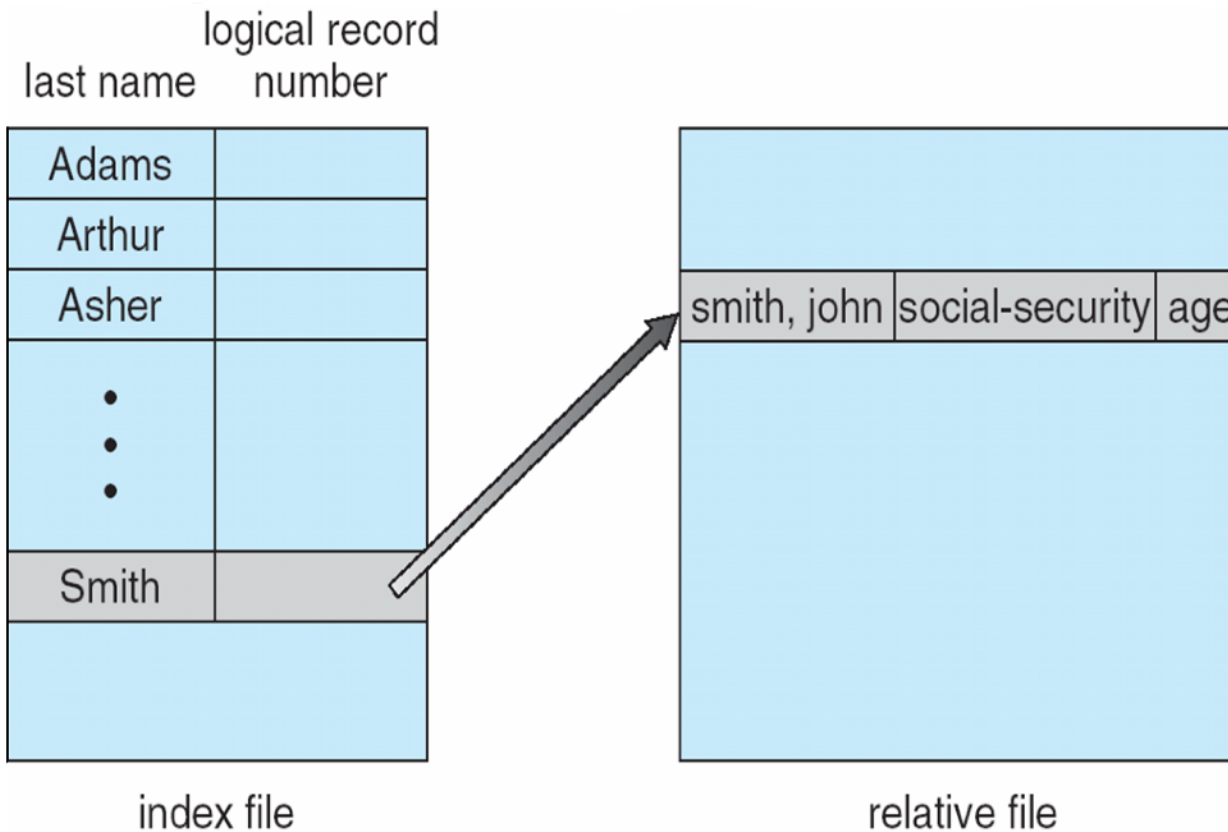 logical record
last name number
Adams
Arthur
Asher
Smith
smith, john social-security age
index file
relative file